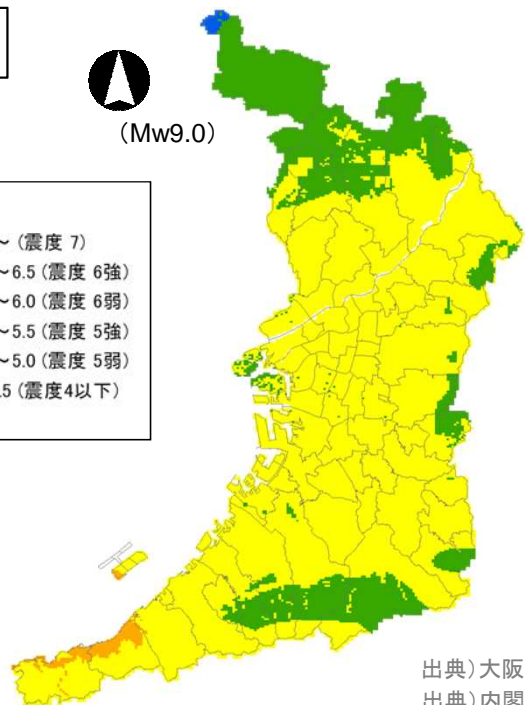 (Mw9.0)
～ (震度 7)
～6.5 (震度 6強)
～6.0 (震度 6弱)
～5.5 (震度 5強)
～5.0 (震度 5弱)
.5 (震度4以下)
出典）大阪
出典）内閣